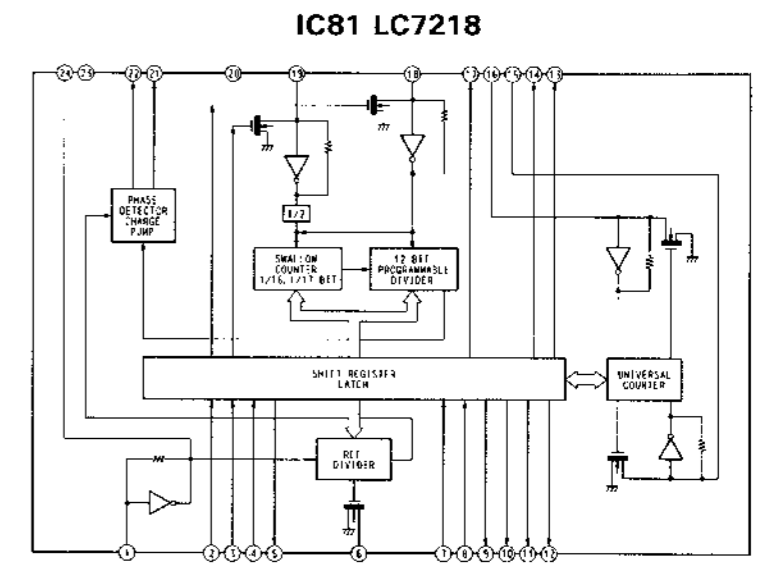 IC81 LC7218
24 23 22 21 20 19 18 17 16 15 14 13
PHASE
DETECTOR
CHARGE
PUMP
1/2
SWALLOW
COUNTER
1/16, 1/17 BIT
12 BIT
PROGRAMMABLE
DIVIDER
SHIFT REGISTER
LATCH
UNIVERSAL
COUNTER
REF
DIVIDER
1 2 3 4 5 6 7 8 9 10 11 12